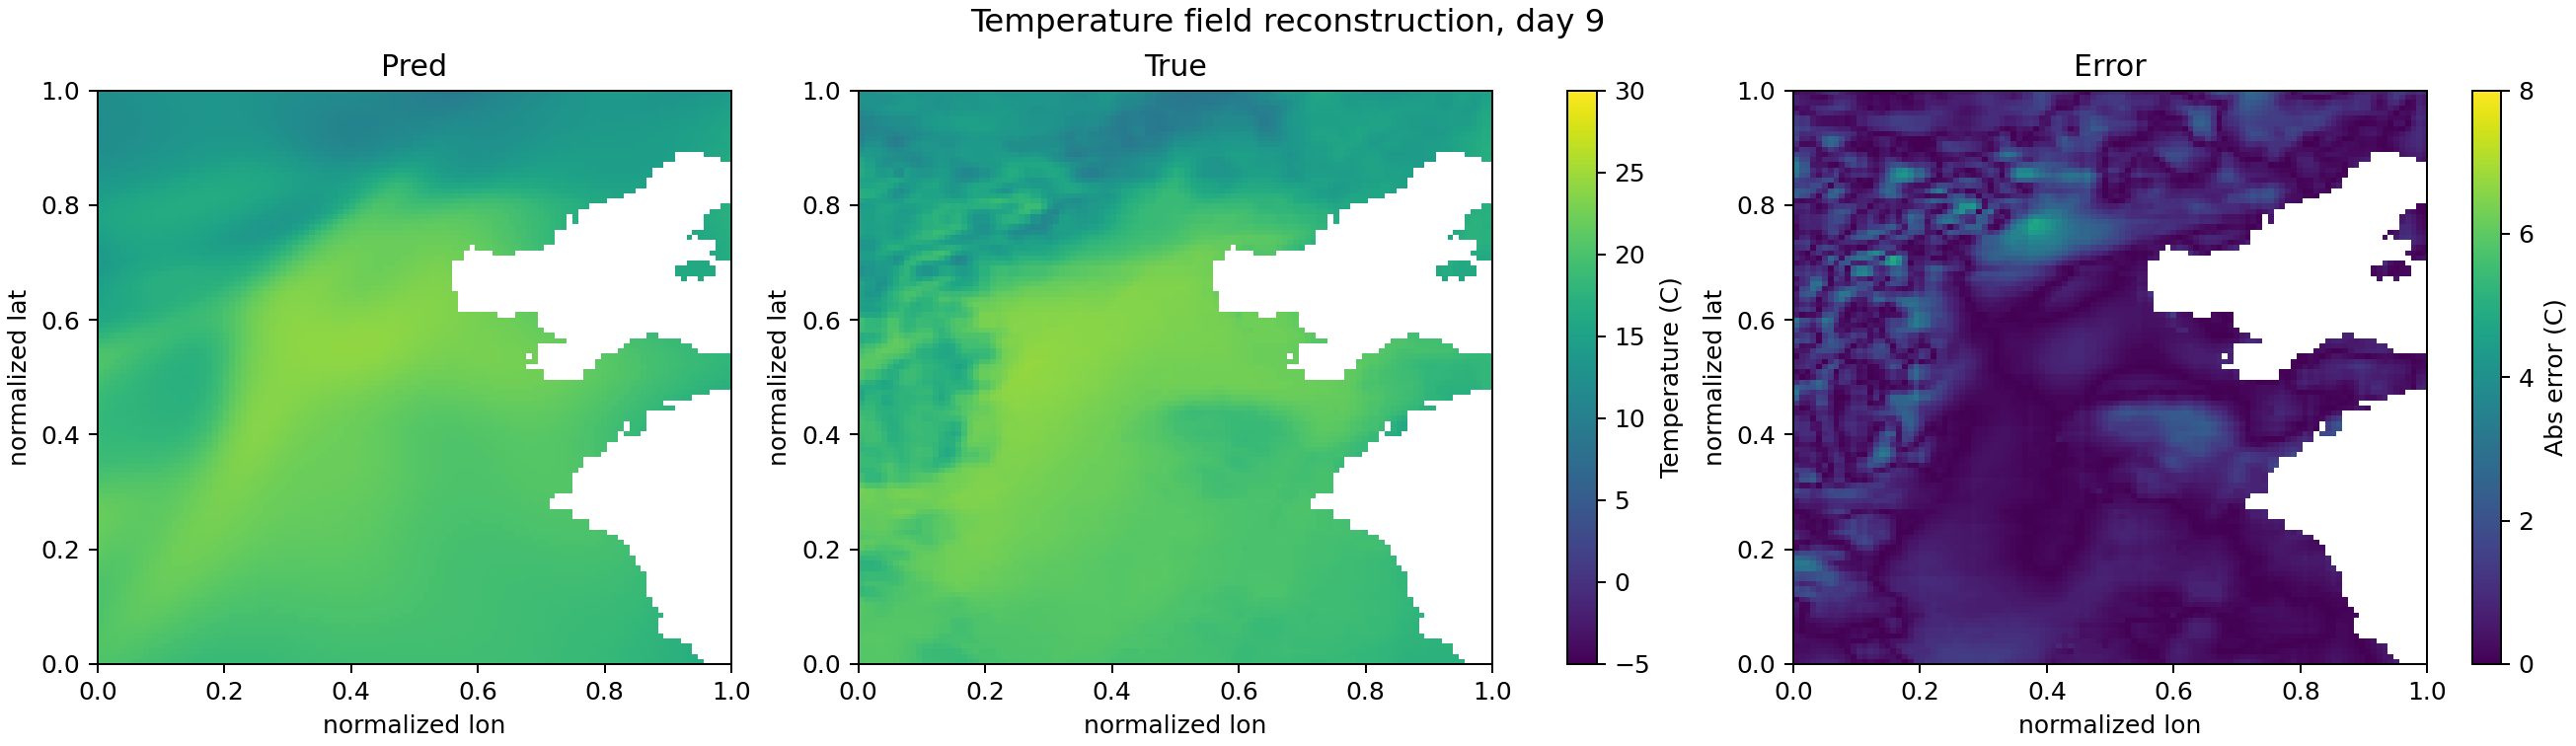 Temperature field reconstruction, day 9
Pred
True
Error
1.0
0.8
0.6
0.4
0.2
0.0
normalized lat
0.0 0.2 0.4 0.6 0.8 1.0
normalized lon
1.0
0.8
0.6
0.4
0.2
0.0
normalized lat
0.0 0.2 0.4 0.6 0.8 1.0
normalized lon
30
25
20
15
10
5
0
−5
Temperature (C)
1.0
0.8
0.6
0.4
0.2
0.0
normalized lat
0.0 0.2 0.4 0.6 0.8 1.0
normalized lon
8
6
4
2
0
Abs error (C)